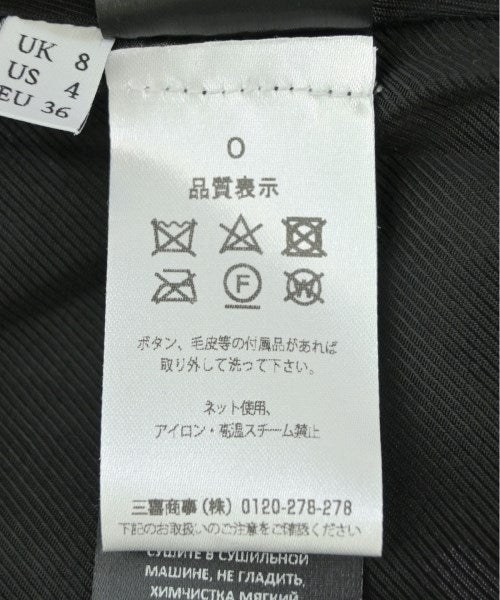 UK 8
US 4
EU 36
0
品質表示
F
W
ボタン、毛皮等の付属品があれば
取り外して洗って下さい。
ネット使用、
アイロン・高温スチーム禁止
三喜商事(株) 0120-278-278
下記のお取扱いのご注意をご確認ください
СУШИТЕ В СУШИЛЬНОЙ
МАШИНЕ, НЕ ГЛАДИТЬ,
ХИМЧИСТКА МЯГКИЙ